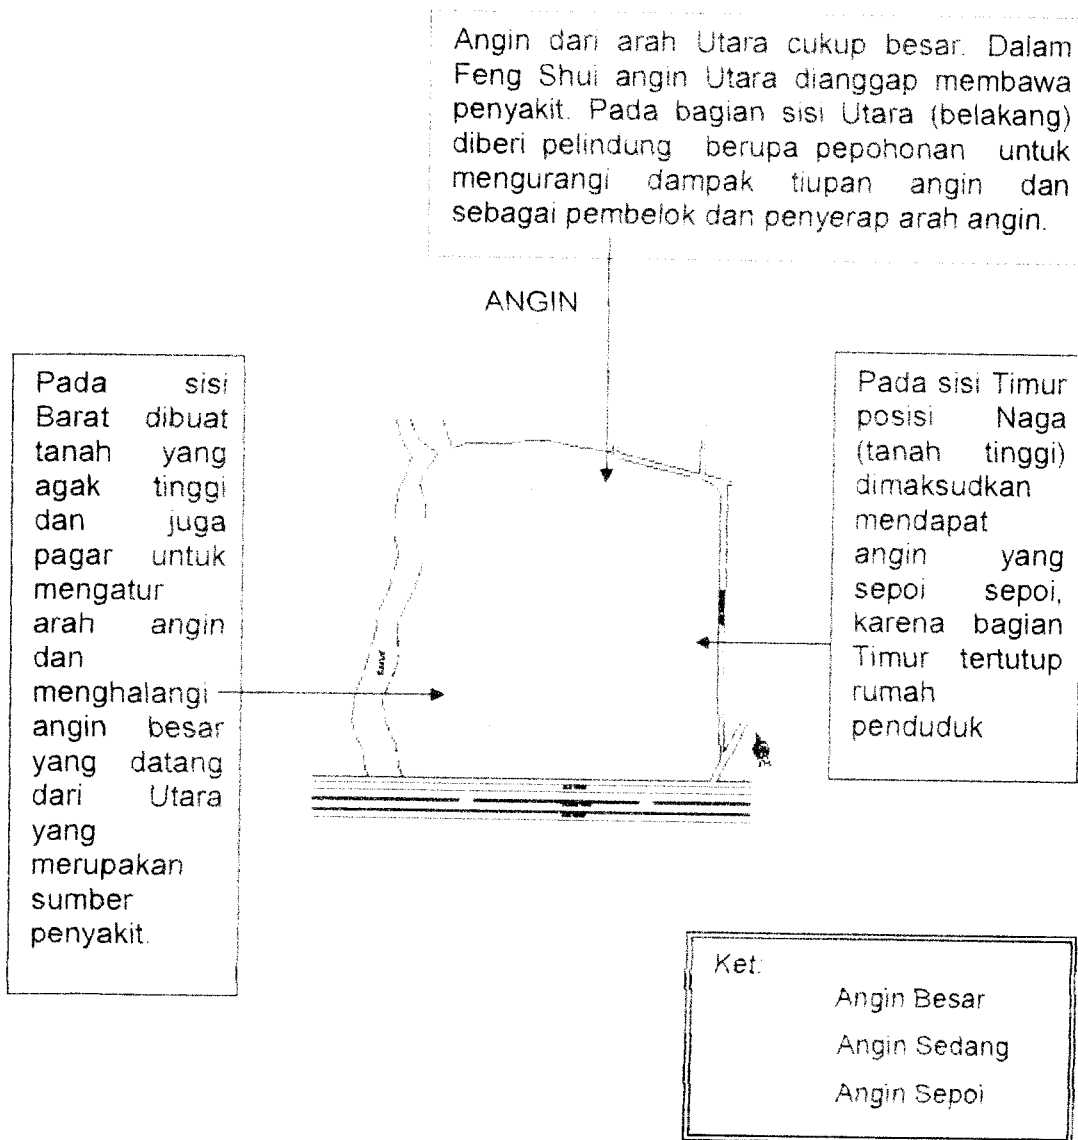 Angin dari arah Utara cukup besar. Dalam
Feng Shui angin Utara dianggap membawa
penyakit. Pada bagian sisi Utara (belakang)
diberi pelindung berupa pepohonan untuk
mengurangi dampak tiupan angin dan
sebagai pembelok dan penyerap arah angin.
ANGIN
Pada sisi
Barat dibuat
tanah yang
agak tinggi
dan juga
pagar untuk
mengatur
arah angin
dan
menghalangi
angin besar
yang datang
dari Utara
yang
merupakan
sumber
penyakit.
Pada sisi Timur
posisi Naga
(tanah tinggi)
dimaksudkan
mendapat
angin yang
sepoi sepoi,
karena bagian
Timur tertutup
rumah
penduduk
Ket:
Angin Besar
Angin Sedang
Angin Sepoi